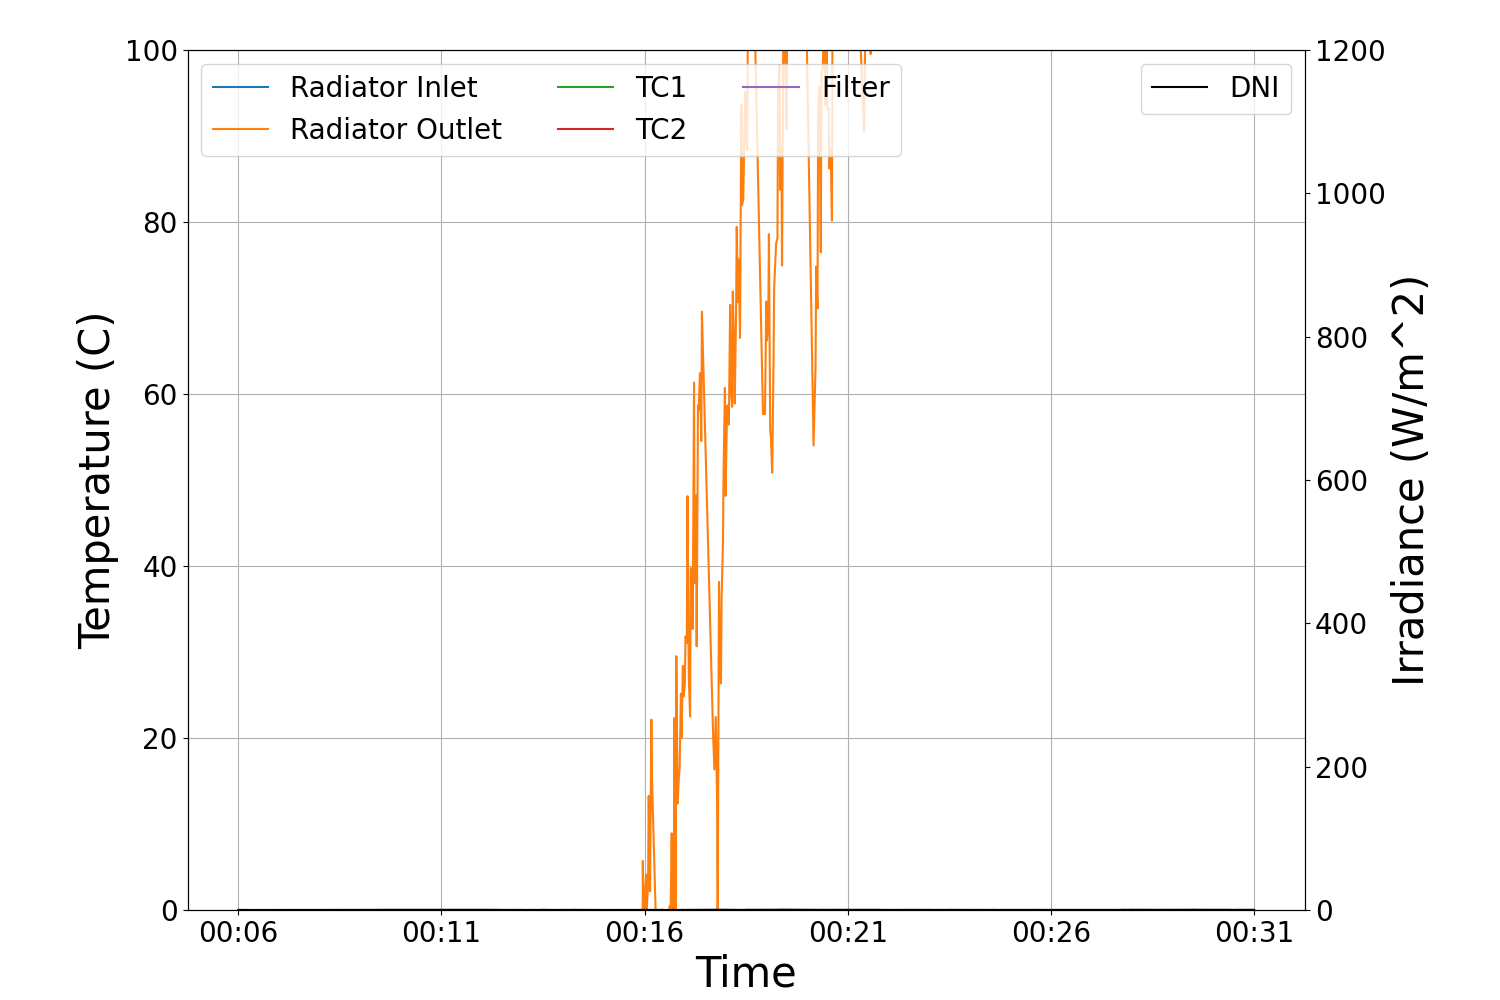 Radiator Inlet
Radiator Outlet
TC1
TC2
Filter
DNI
Temperature (C)
100
80
60
40
20
0
1200
1000
800
600
400
200
0
Irradiance (W/m^2)
00:06 00:11 00:16 00:21 00:26 00:31
Time